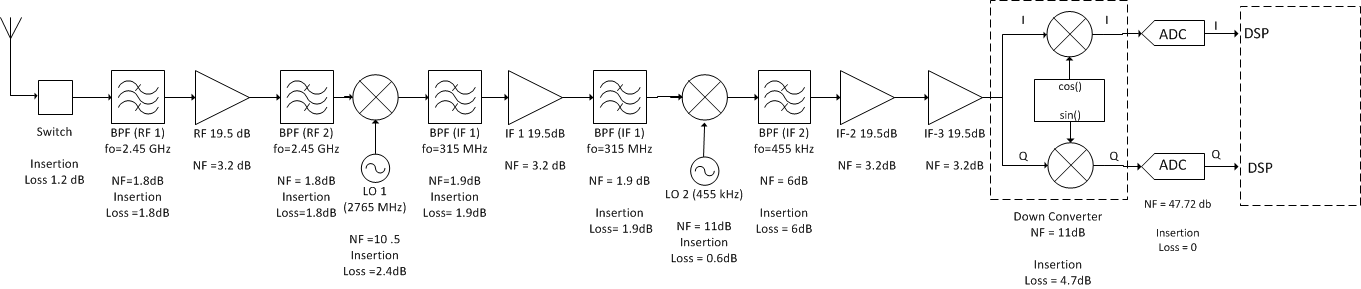 Switch
Insertion
Loss 1.2 dB
BPF (RF 1)
fo=2.45 GHz
NF=1.8dB
Insertion
Loss =1.8dB
RF 19.5 dB
NF=3.2 dB
BPF (RF 2)
fo=2.45 GHz
NF = 1.8dB
Insertion
Loss=1.8dB
LO 1
(2765 MHz)
NF =10 .5
Insertion
Loss =2.4dB
BPF (IF 1)
fo=315 MHz
NF=1.9dB
Insertion
Loss= 1.9dB
IF 1 19.5dB
NF = 3.2 dB
BPF (IF 1)
fo=315 MHz
NF = 1.9 dB
Insertion
Loss= 1.9dB
LO 2 (455 kHz)
NF = 11dB
Insertion
Loss = 0.6dB
BPF (IF 2)
fo=455 kHz
NF = 6dB
Insertion
Loss = 6dB
IF-2 19.5dB
NF = 3.2dB
IF-3 19.5dB
NF = 3.2dB
I
I
cos()
sin()
Q
Q
Down Converter
NF = 11dB
Insertion
Loss = 4.7dB
ADC
I
DSP
ADC
Q
DSP
NF = 47.72 db
Insertion
Loss = 0